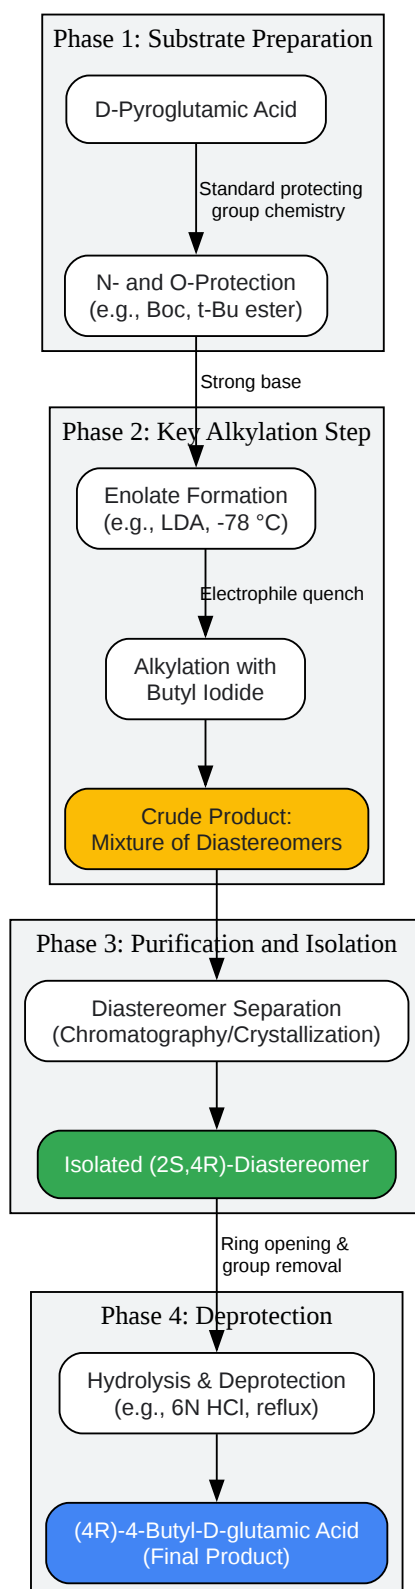 Phase 1: Substrate Preparation
D-Pyroglutamic Acid
Standard protecting
group chemistry
N- and O-Protection
(e.g., Boc, t-Bu ester)
Strong base
Phase 2: Key Alkylation Step
Enolate Formation
(e.g., LDA, -78 °C)
Electrophile quench
Alkylation with
Butyl Iodide
Crude Product:
Mixture of Diastereomers
Phase 3: Purification and Isolation
Diastereomer Separation
(Chromatography/Crystallization)
Isolated (2S,4R)-Diastereomer
Ring opening &
group removal
Phase 4: Deprotection
Hydrolysis & Deprotection
(e.g., 6N HCl, reflux)
(4R)-4-Butyl-D-glutamic Acid
(Final Product)